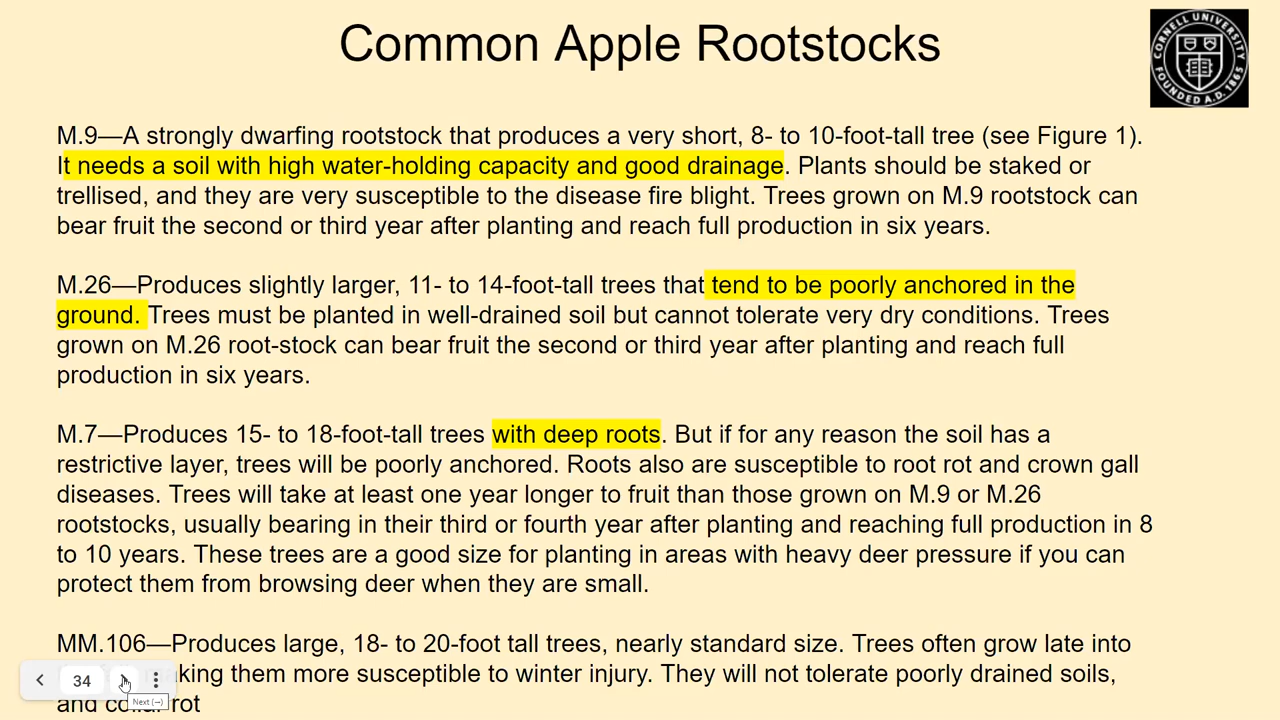 Common Apple Rootstocks
CORNELL UNIVERSITY
FOUNDED A.D. 1865
M.9—A strongly dwarfing rootstock that produces a very short, 8- to 10-foot-tall tree (see Figure 1).
It needs a soil with high water-holding capacity and good drainage. Plants should be staked or
trellised, and they are very susceptible to the disease fire blight. Trees grown on M.9 rootstock can
bear fruit the second or third year after planting and reach full production in six years.
M.26—Produces slightly larger, 11- to 14-foot-tall trees that tend to be poorly anchored in the
ground. Trees must be planted in well-drained soil but cannot tolerate very dry conditions. Trees
grown on M.26 root-stock can bear fruit the second or third year after planting and reach full
production in six years.
M.7—Produces 15- to 18-foot-tall trees with deep roots. But if for any reason the soil has a
restrictive layer, trees will be poorly anchored. Roots also are susceptible to root rot and crown gall
diseases. Trees will take at least one year longer to fruit than those grown on M.9 or M.26
rootstocks, usually bearing in their third or fourth year after planting and reaching full production in 8
to 10 years. These trees are a good size for planting in areas with heavy deer pressure if you can
protect them from browsing deer when they are small.
MM.106—Produces large, 18- to 20-foot tall trees, nearly standard size. Trees often grow late into
making them more susceptible to winter injury. They will not tolerate poorly drained soils,
and rot
34
Next (→)